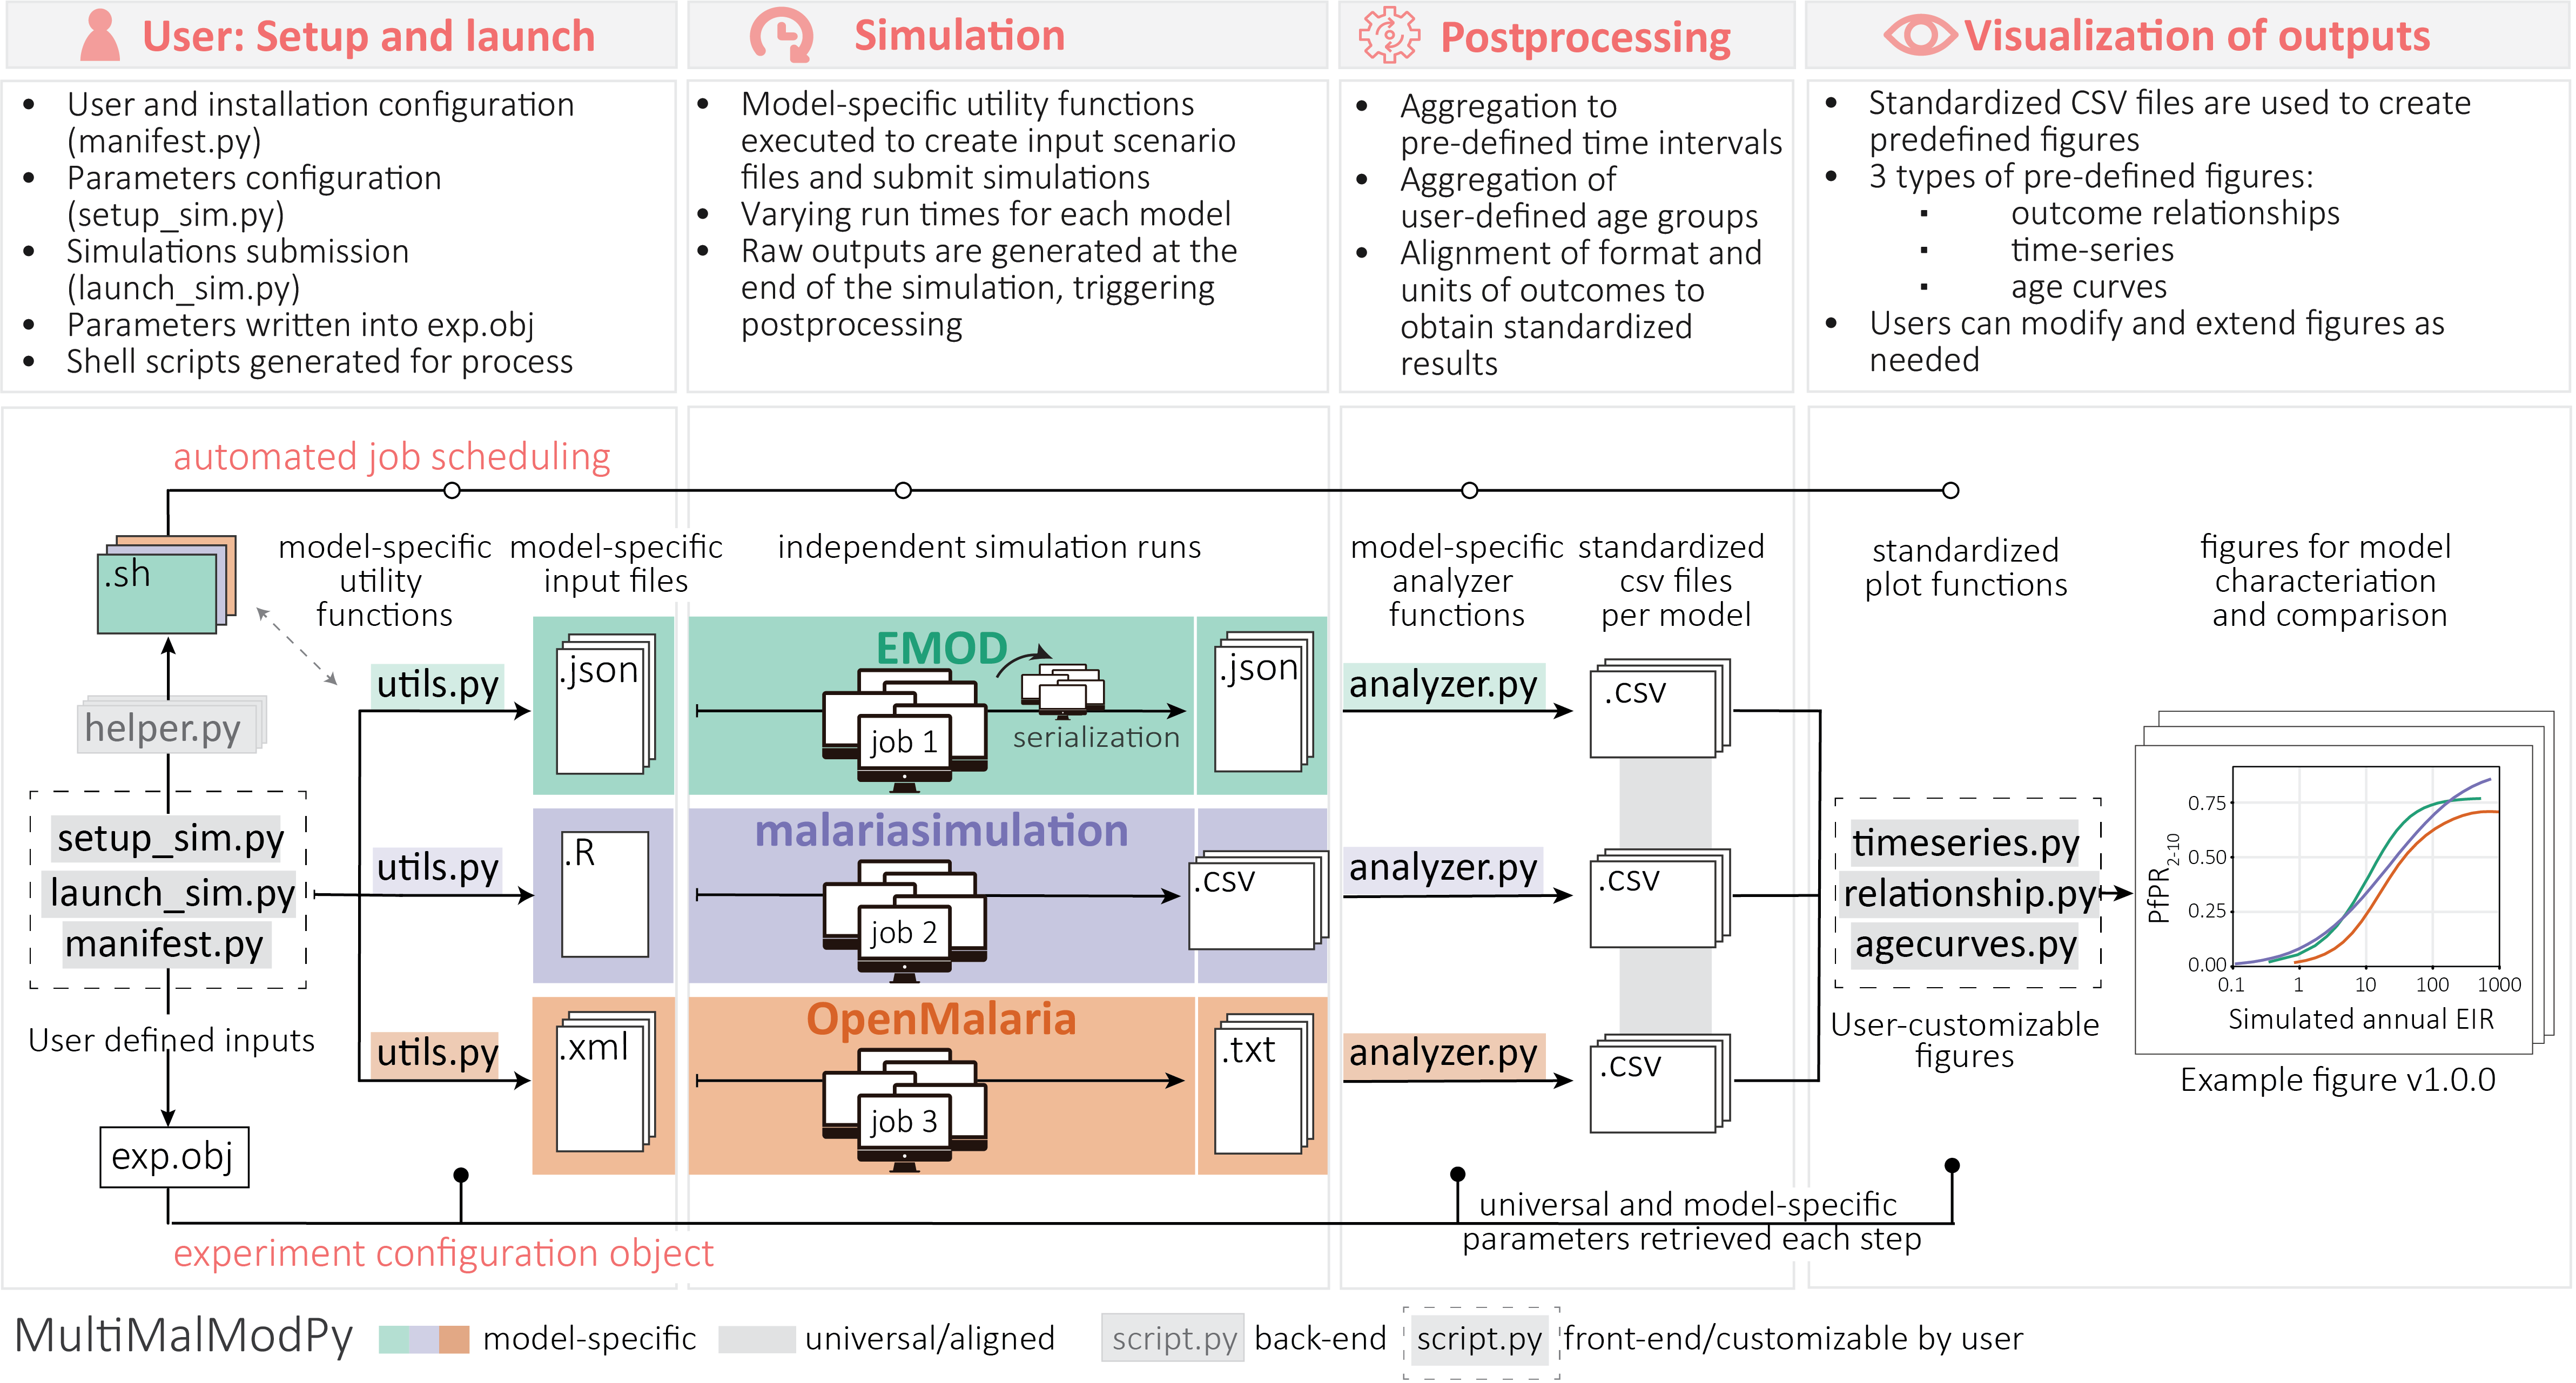 User: Setup and launch
Simulation
Postprocessing
Visualization of outputs
• User and installation configuration
(manifest.py)
• Parameters configuration
(setup_sim.py)
• Simulations submission
(launch_sim.py)
• Parameters written into exp.obj
• Shell scripts generated for process
• Model-specific utility functions
executed to create input scenario
files and submit simulations
• Varying run times for each model
• Raw outputs are generated at the
end of the simulation, triggering
postprocessing
• Aggregation to
pre-defined time intervals
• Aggregation of
user-defined age groups
• Alignment of format and
units of outcomes to
obtain standardized
results
• Standardized CSV files are used to create
predefined figures
• 3 types of pre-defined figures:
▪ outcome relationships
▪ time-series
▪ age curves
• Users can modify and extend figures as
needed
automated job scheduling
.sh
helper.py
setup_sim.py
launch_sim.py
manifest.py
User defined inputs
exp.obj
experiment configuration object
model-specific
utility
functions
utils.py
utils.py
utils.py
model-specific
input files
.json
.R
.xml
independent simulation runs
EMOD
job 1
serialization
.json
malariasimulation
job 2
.csv
OpenMalaria
job 3
.txt
model-specific
analyzer
functions
analyzer.py
analyzer.py
analyzer.py
standardized
csv files
per model
.csv
.csv
.csv
universal and model-specific
parameters retrieved each step
standardized
plot functions
timeseries.py
relationship.py
agecurves.py
User-customizable
figures
figures for model
characteriation
and comparison
PfPR2-10
0.75
0.50
0.25
0.00
0.1 1 10 100 1000
Simulated annual EIR
Example figure v1.0.0
MultiMalModPy
model-specific
universal/aligned
script.py back-end
script.py front-end/customizable by user